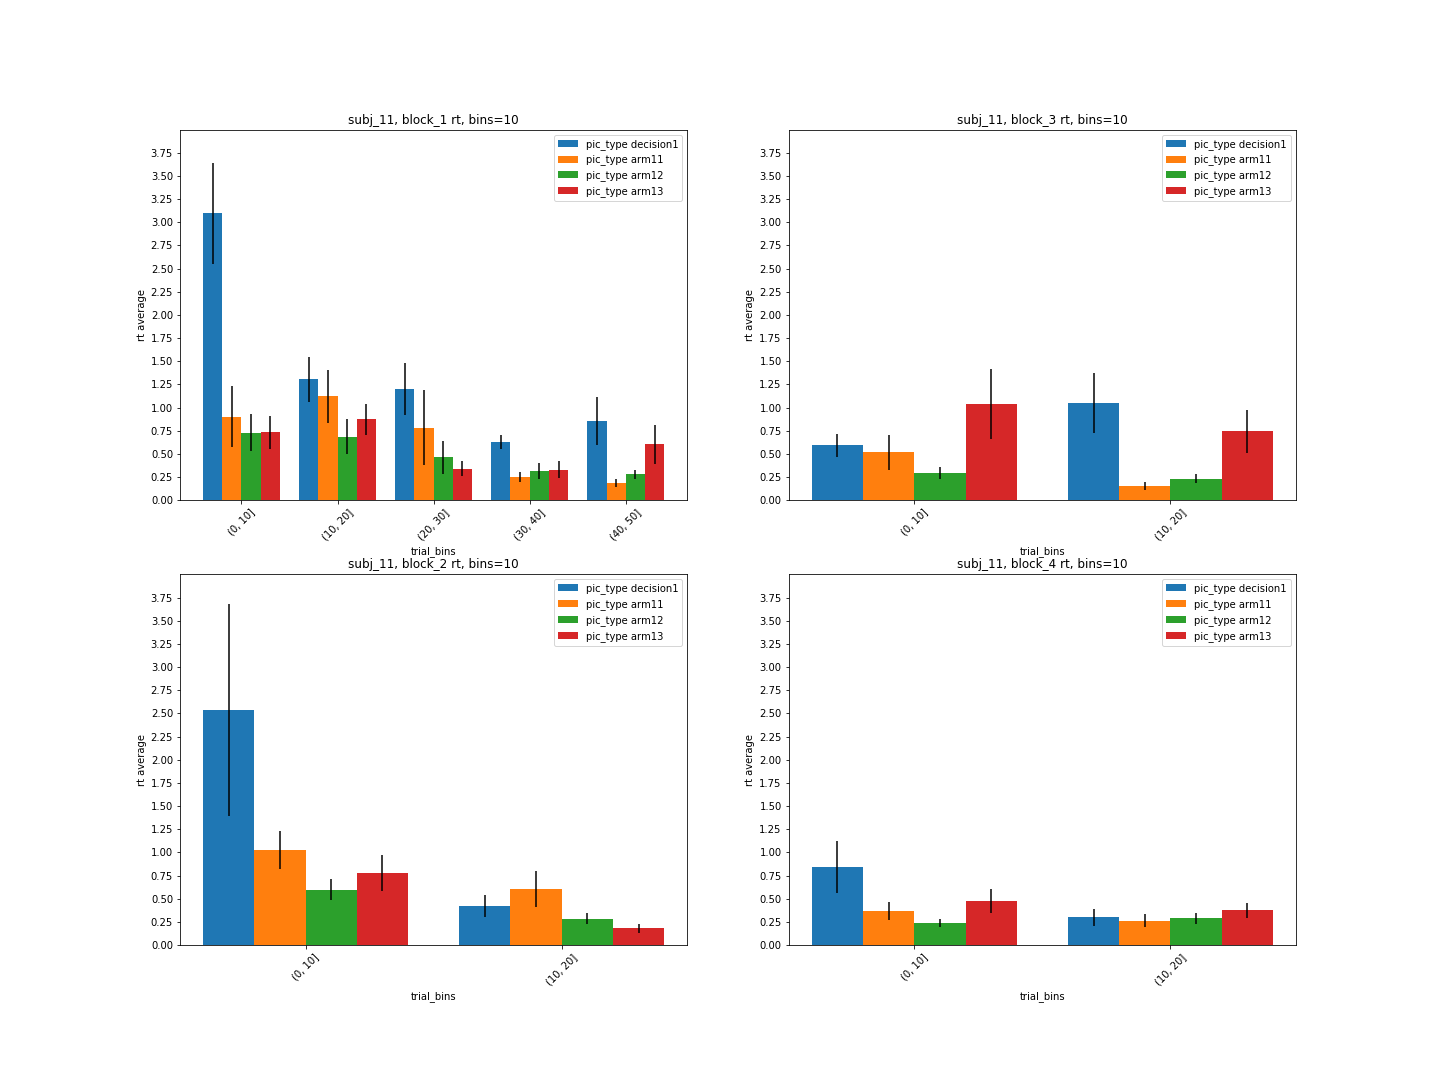 subj_11, block_1 rt, bins=10
pic_type decision1
pic_type arm11
pic_type arm12
pic_type arm13
3.75
3.50
3.25
3.00
2.75
2.50
2.25
2.00
1.75
1.50
1.25
1.00
0.75
0.50
0.25
0.00
rt average
(0, 10]
(10, 20]
(20, 30]
(30, 40]
(40, 50]
trial_bins
subj_11, block_3 rt, bins=10
pic_type decision1
pic_type arm11
pic_type arm12
pic_type arm13
3.75
3.50
3.25
3.00
2.75
2.50
2.25
2.00
1.75
1.50
1.25
1.00
0.75
0.50
0.25
0.00
rt average
(0, 10]
(10, 20]
trial_bins
subj_11, block_2 rt, bins=10
pic_type decision1
pic_type arm11
pic_type arm12
pic_type arm13
3.75
3.50
3.25
3.00
2.75
2.50
2.25
2.00
1.75
1.50
1.25
1.00
0.75
0.50
0.25
0.00
rt average
(0, 10]
(10, 20]
trial_bins
subj_11, block_4 rt, bins=10
pic_type decision1
pic_type arm11
pic_type arm12
pic_type arm13
3.75
3.50
3.25
3.00
2.75
2.50
2.25
2.00
1.75
1.50
1.25
1.00
0.75
0.50
0.25
0.00
rt average
(0, 10]
(10, 20]
trial_bins